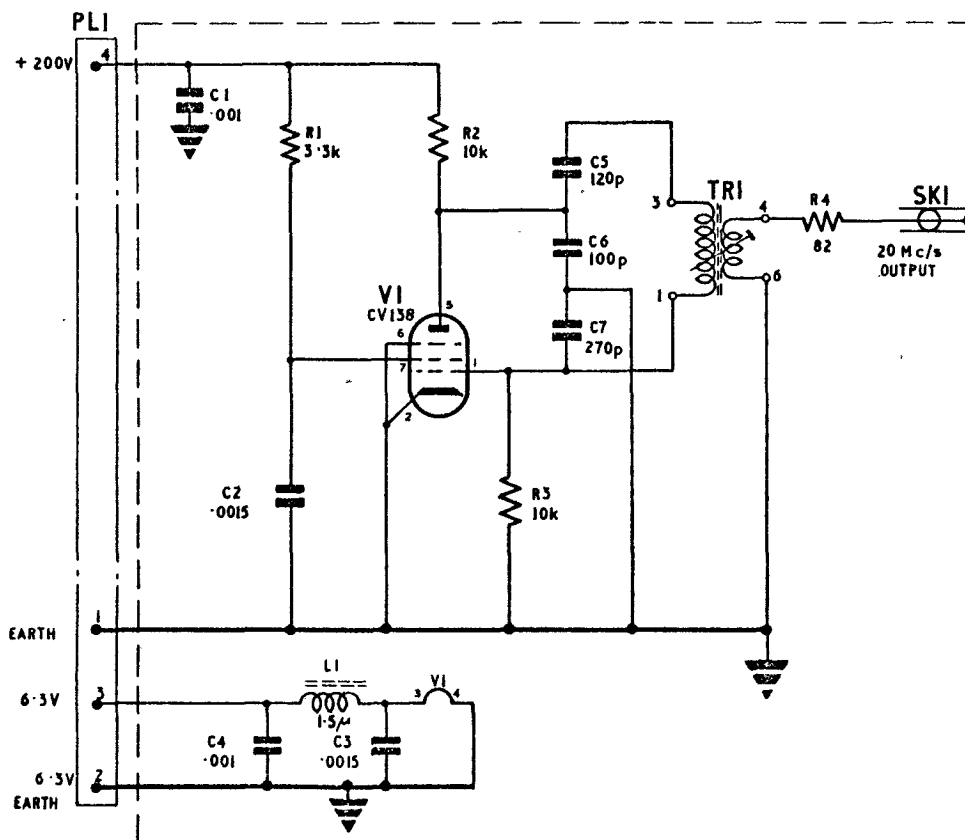 PL1
4
+ 200V
C1
.001
R1
3.3k
R2
10k
C5
120p
TR1
3
4
R4
82
SK1
20 Mc/s
OUTPUT
C6
100p
6
1
C7
270p
V1
CV138
5
6
7
1
2
C2
.0015
R3
10k
1
EARTH
L1
1.5μ
V1
3
4
6.3V
3
C4
.001
C3
.0015
6.3V
2
EARTH